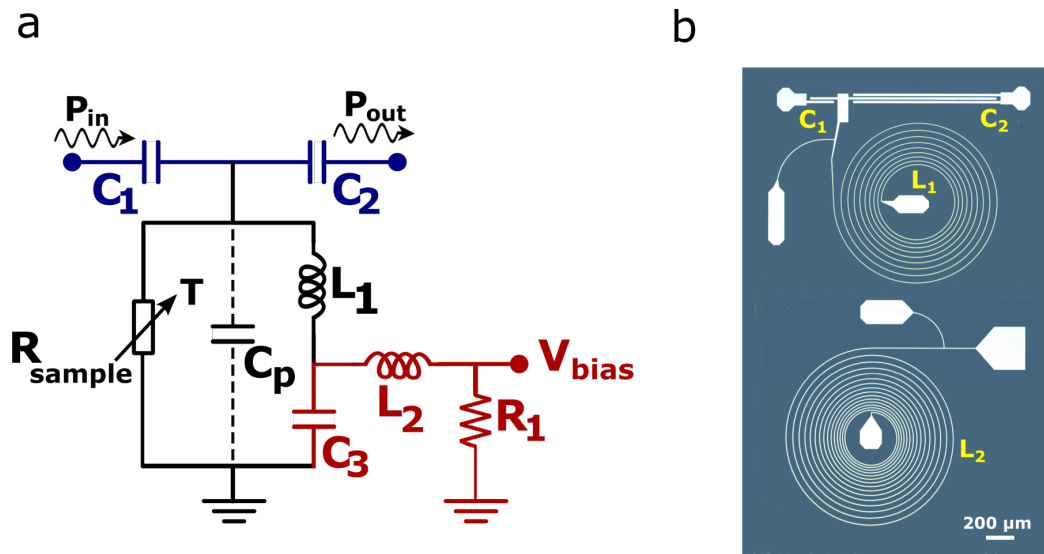 a
b
P_in
P_out
C_1
C_2
L_1
T
R_sample
C_p
V_bias
L_2
R_1
C_3
C_1
C_2
L_1
L_2
200 µm